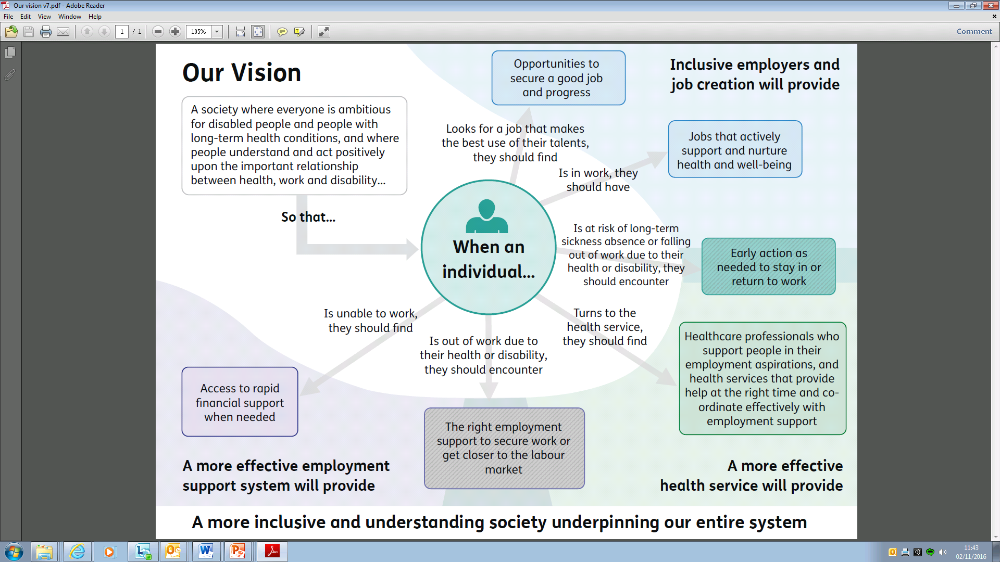 Our vision v7.pdf - Adobe Reader
File Edit View Window Help
1 / 1 105% Comment
Our Vision
A society where everyone is ambitious
for disabled people and people with
long-term health conditions, and where
people understand and act positively
upon the important relationship
between health, work and disability...
So that...
When an
individual...
Looks for a job that makes
the best use of their talents,
they should find
Opportunities to
secure a good job
and progress
Inclusive employers and
job creation will provide
Is in work, they
should have
Jobs that actively
support and nurture
health and well-being
Is at risk of long-term
sickness absence or falling
out of work due to their
health or disability, they
should encounter
Early action as
needed to stay in or
return to work
Turns to the
health service,
they should find
Healthcare professionals who
support people in their
employment aspirations, and
health services that provide
help at the right time and co-
ordinate effectively with
employment support
A more effective
health service will provide
Is out of work due to
their health or disability,
they should encounter
The right employment
support to secure work or
get closer to the labour
market
Is unable to work,
they should find
Access to rapid
financial support
when needed
A more effective employment
support system will provide
A more inclusive and understanding society underpinning our entire system
11:43
02/11/2016